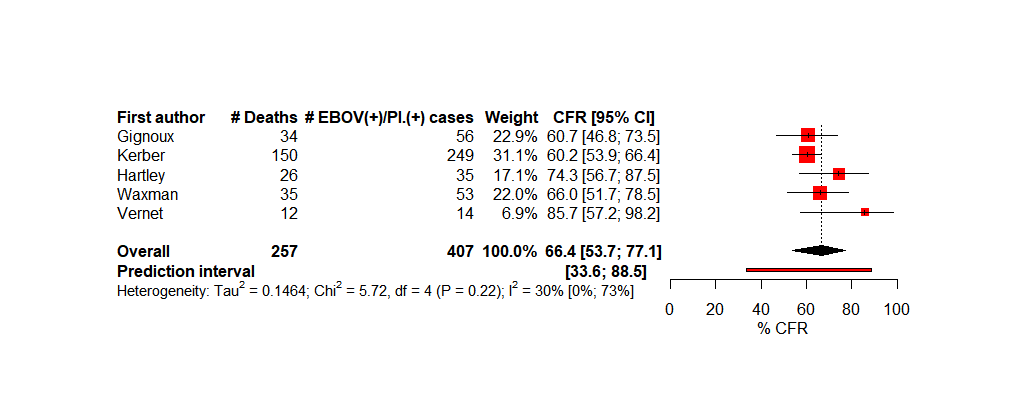 First author # Deaths # EBOV(+)/Pl.(+) cases Weight CFR [95% CI]
Gignoux 34 56 22.9% 60.7 [46.8; 73.5]
Kerber 150 249 31.1% 60.2 [53.9; 66.4]
Hartley 26 35 17.1% 74.3 [56.7; 87.5]
Waxman 35 53 22.0% 66.0 [51.7; 78.5]
Vernet 12 14 6.9% 85.7 [57.2; 98.2]
Overall 257 407 100.0% 66.4 [53.7; 77.1]
Prediction interval [33.6; 88.5]
Heterogeneity: Tau² = 0.1464; Chi² = 5.72, df = 4 (P = 0.22); I² = 30% [0%; 73%]
0 20 40 60 80 100
% CFR